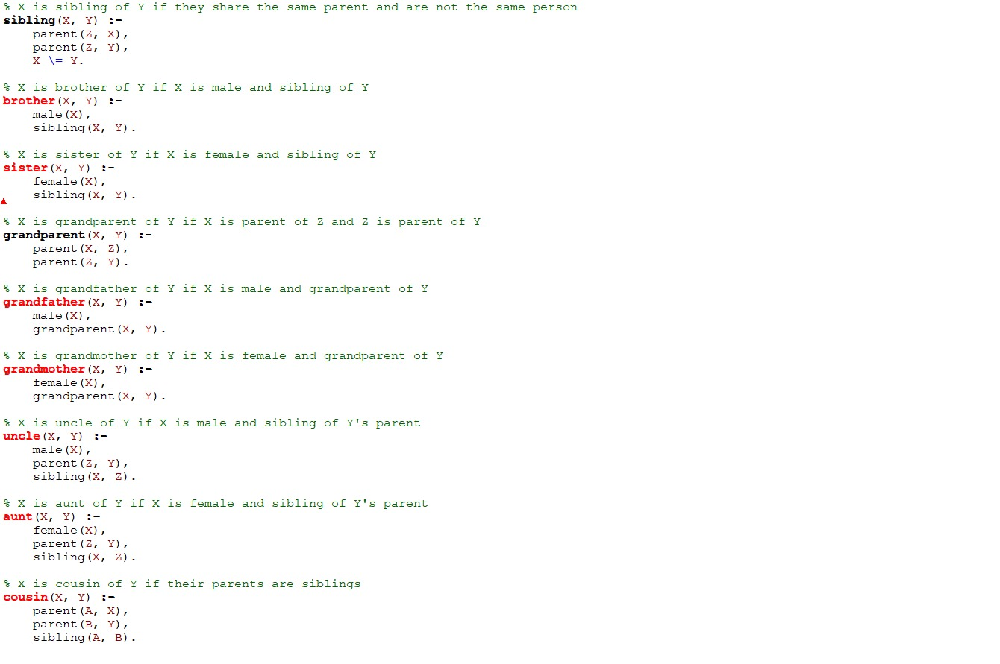 % X is sibling of Y if they share the same parent and are not the same person
sibling(X, Y) :-
    parent(Z, X),
    parent(Z, Y),
    X \= Y.

% X is brother of Y if X is male and sibling of Y
brother(X, Y) :-
    male(X),
    sibling(X, Y).

% X is sister of Y if X is female and sibling of Y
sister(X, Y) :-
    female(X),
    sibling(X, Y).

% X is grandparent of Y if X is parent of Z and Z is parent of Y
grandparent(X, Y) :-
    parent(X, Z),
    parent(Z, Y).

% X is grandfather of Y if X is male and grandparent of Y
grandfather(X, Y) :-
    male(X),
    grandparent(X, Y).

% X is grandmother of Y if X is female and grandparent of Y
grandmother(X, Y) :-
    female(X),
    grandparent(X, Y).

% X is uncle of Y if X is male and sibling of Y's parent
uncle(X, Y) :-
    male(X),
    parent(Z, Y),
    sibling(X, Z).

% X is aunt of Y if X is female and sibling of Y's parent
aunt(X, Y) :-
    female(X),
    parent(Z, Y),
    sibling(X, Z).

% X is cousin of Y if their parents are siblings
cousin(X, Y) :-
    parent(A, X),
    parent(B, Y),
    sibling(A, B).